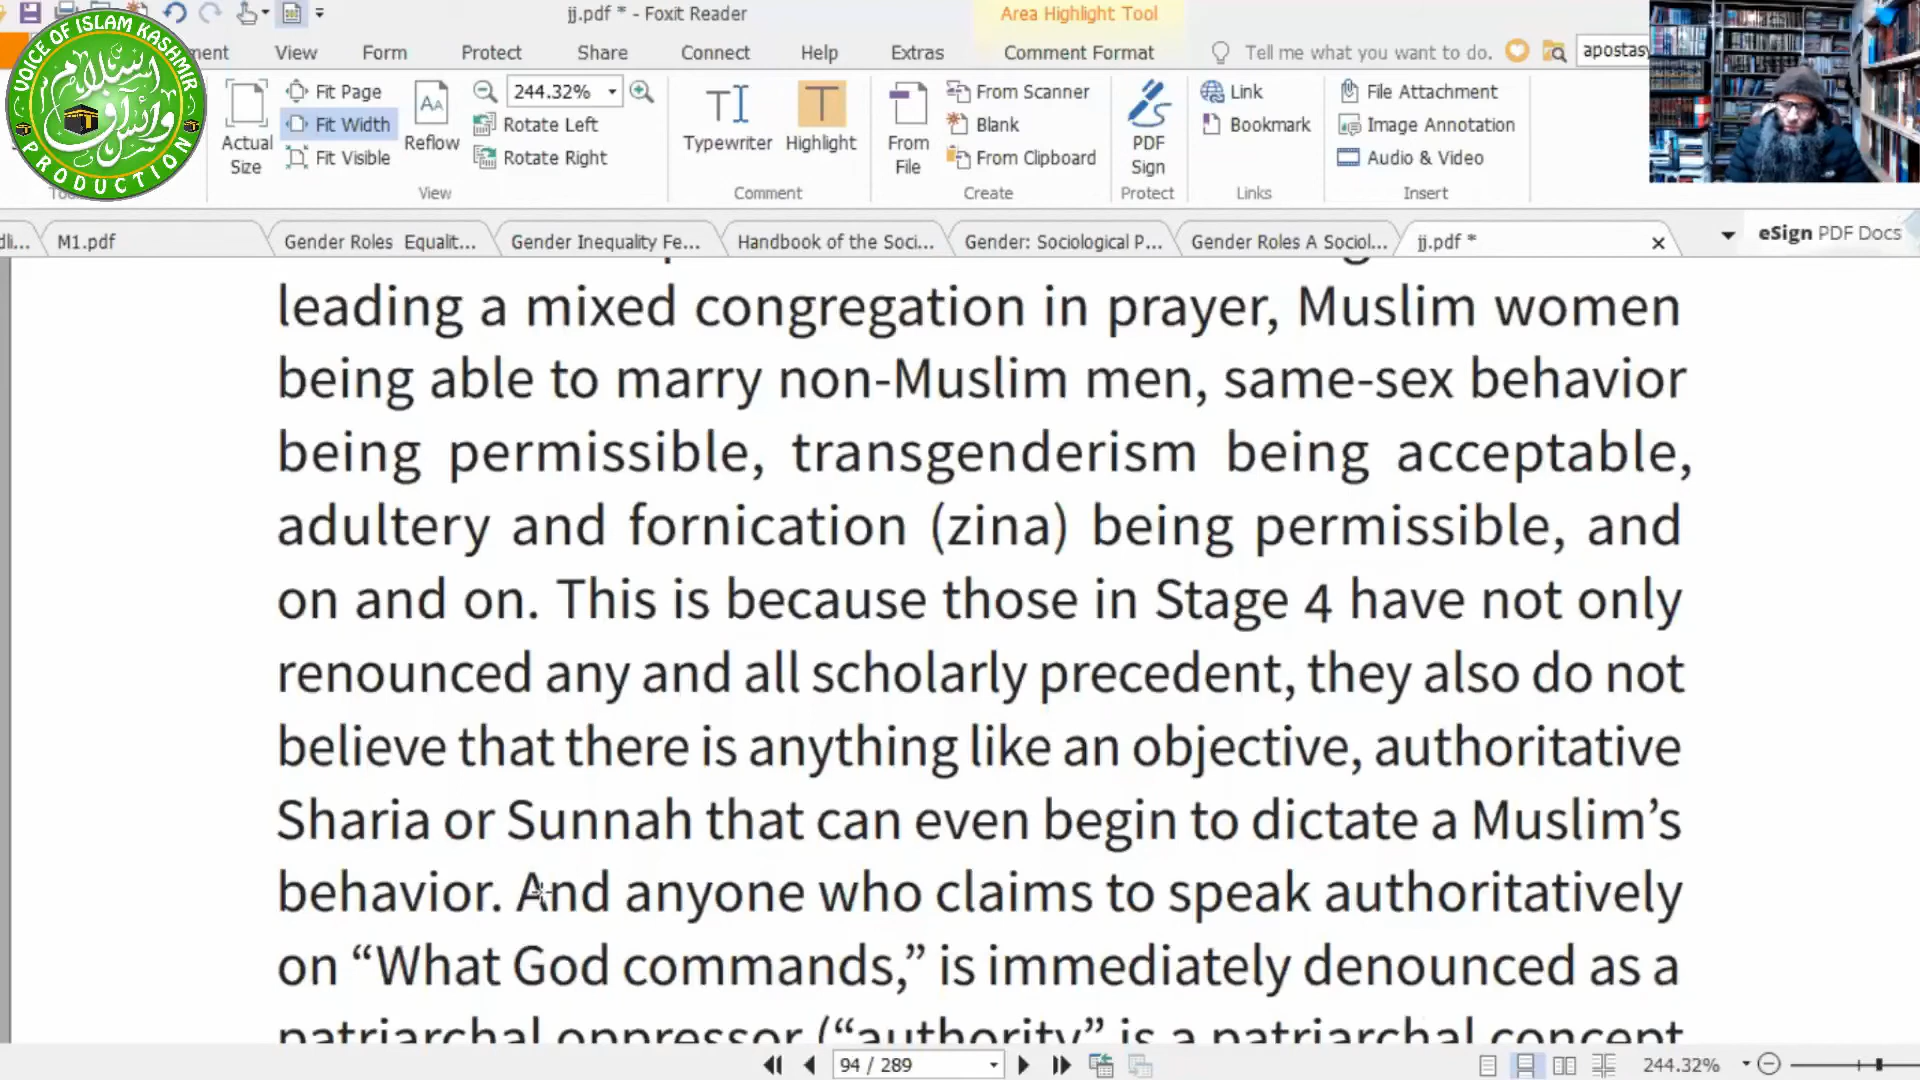 jj.pdf * - Foxit Reader
Area Highlight Tool
View
Form
Protect
Share
Connect
Help
Extras
Comment Format
Tell me what you want to do.
apostasy
VOICE OF ISLAM KASHMIR
PRODUCTION
Actual Size
Fit Page
Fit Width
Fit Visible
Reflow
244.32%
Rotate Left
Rotate Right
View
Typewriter
Highlight
Comment
From File
From Scanner
Blank
From Clipboard
Create
PDF Sign
Protect
Link
Bookmark
Links
File Attachment
Image Annotation
Audio & Video
Insert
M1.pdf
Gender Roles Equalit...
Gender Inequality Fe...
Handbook of the Soci...
Gender: Sociological P...
Gender Roles A Sociol...
jj.pdf *
eSign PDF Docs
leading a mixed congregation in prayer, Muslim women
being able to marry non-Muslim men, same-sex behavior
being permissible, transgenderism being acceptable,
adultery and fornication (zina) being permissible, and
on and on. This is because those in Stage 4 have not only
renounced any and all scholarly precedent, they also do not
believe that there is anything like an objective, authoritative
Sharia or Sunnah that can even begin to dictate a Muslim’s
behavior. And anyone who claims to speak authoritatively
on “What God commands,” is immediately denounced as a
patriarchal oppressor (“authority” is a patriarchal concept
94 / 289
244.32%